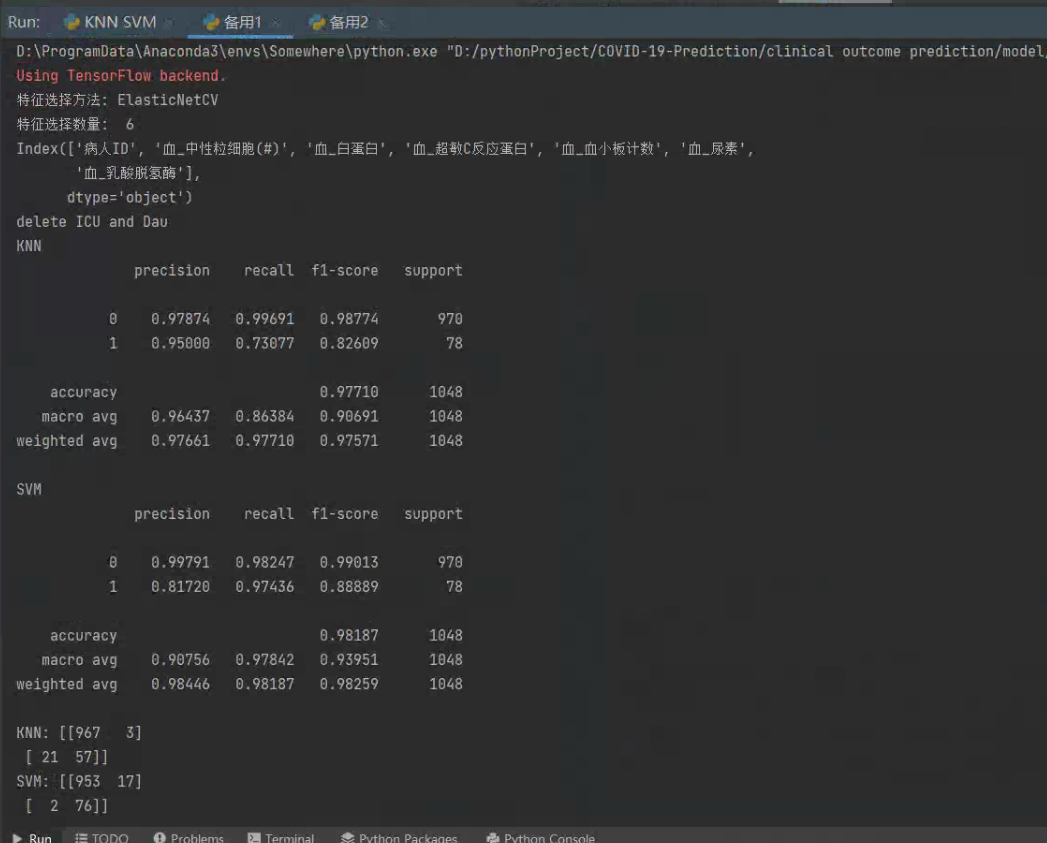 Run: KNN SVM × 备用1 × 备用2 ×
D:\ProgramData\Anaconda3\envs\Somewhere\python.exe "D:/pythonProject/COVID-19-Prediction/clinical outcome prediction/model/
Using TensorFlow backend.
特征选择方法: ElasticNetCV
特征选择数量: 6
Index(['病人ID', '血_中性粒细胞(#)', '血_白蛋白', '血_超敏C反应蛋白', '血_血小板计数', '血_尿素',
'血_乳酸脱氢酶'],
dtype='object')
delete ICU and Dau
KNN
precision recall f1-score support
0 0.97874 0.99691 0.98774 970
1 0.95000 0.73077 0.82609 78
accuracy 0.97710 1048
macro avg 0.96437 0.86384 0.90691 1048
weighted avg 0.97661 0.97710 0.97571 1048
SVM
precision recall f1-score support
0 0.99791 0.98247 0.99013 970
1 0.81720 0.97436 0.88889 78
accuracy 0.98187 1048
macro avg 0.90756 0.97842 0.93951 1048
weighted avg 0.98446 0.98187 0.98259 1048
KNN: [[967 3]
[ 21 57]]
SVM: [[953 17]
[ 2 76]]
Run TODO Problems Terminal Python Packages Python Console